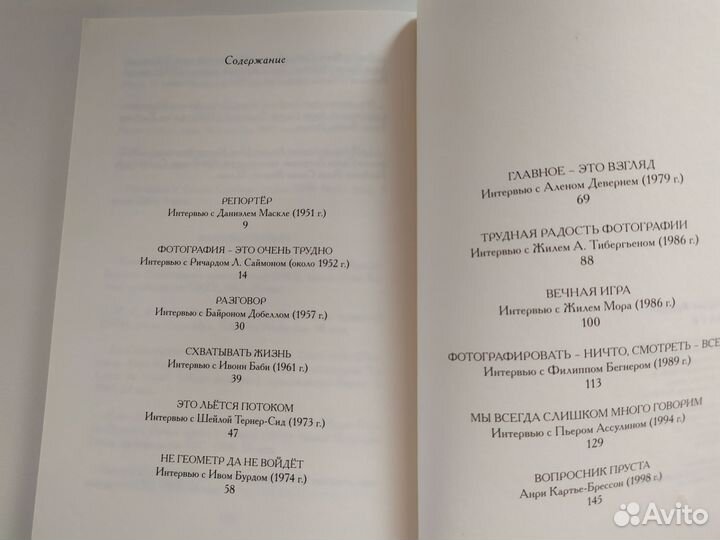 Содержание
РЕПОРТЁР
Интервью с Даниэлем Маскле (1951 г.)
9
ФОТОГРАФИЯ – ЭТО ОЧЕНЬ ТРУДНО
Интервью с Ричардом Л. Саймоном (около 1952 г.)
14
РАЗГОВОР
Интервью с Байроном Добеллом (1957 г.)
30
СХВАТЫВАТЬ ЖИЗНЬ
Интервью с Ивонн Баби (1961 г.)
39
ЭТО ЛЬЁТСЯ ПОТОКОМ
Интервью с Шейлой Тернер-Сид (1973 г.)
47
НЕ ГЕОМЕТР ДА НЕ ВОЙДЁТ
Интервью с Ивом Бурдом (1974 г.)
58
ГЛАВНОЕ – ЭТО ВЗГЛЯД
Интервью с Аленом Девернем (1979 г.)
69
ТРУДНАЯ РАДОСТЬ ФОТОГРАФИИ
Интервью с Жилем А. Тибергьеном (1986 г.)
88
ВЕЧНАЯ ИГРА
Интервью с Жилем Мора (1986 г.)
100
ФОТОГРАФИРОВАТЬ – НИЧТО, СМОТРЕТЬ – ВСЕ
Интервью с Филиппом Бегнером (1989 г.)
113
МЫ ВСЕГДА СЛИШКОМ МНОГО ГОВОРИМ
Интервью с Пьером Ассулином (1994 г.)
129
ВОПРОСНИК ПРУСТА
Анри Картье-Брессон (1998 г.)
145
Avito